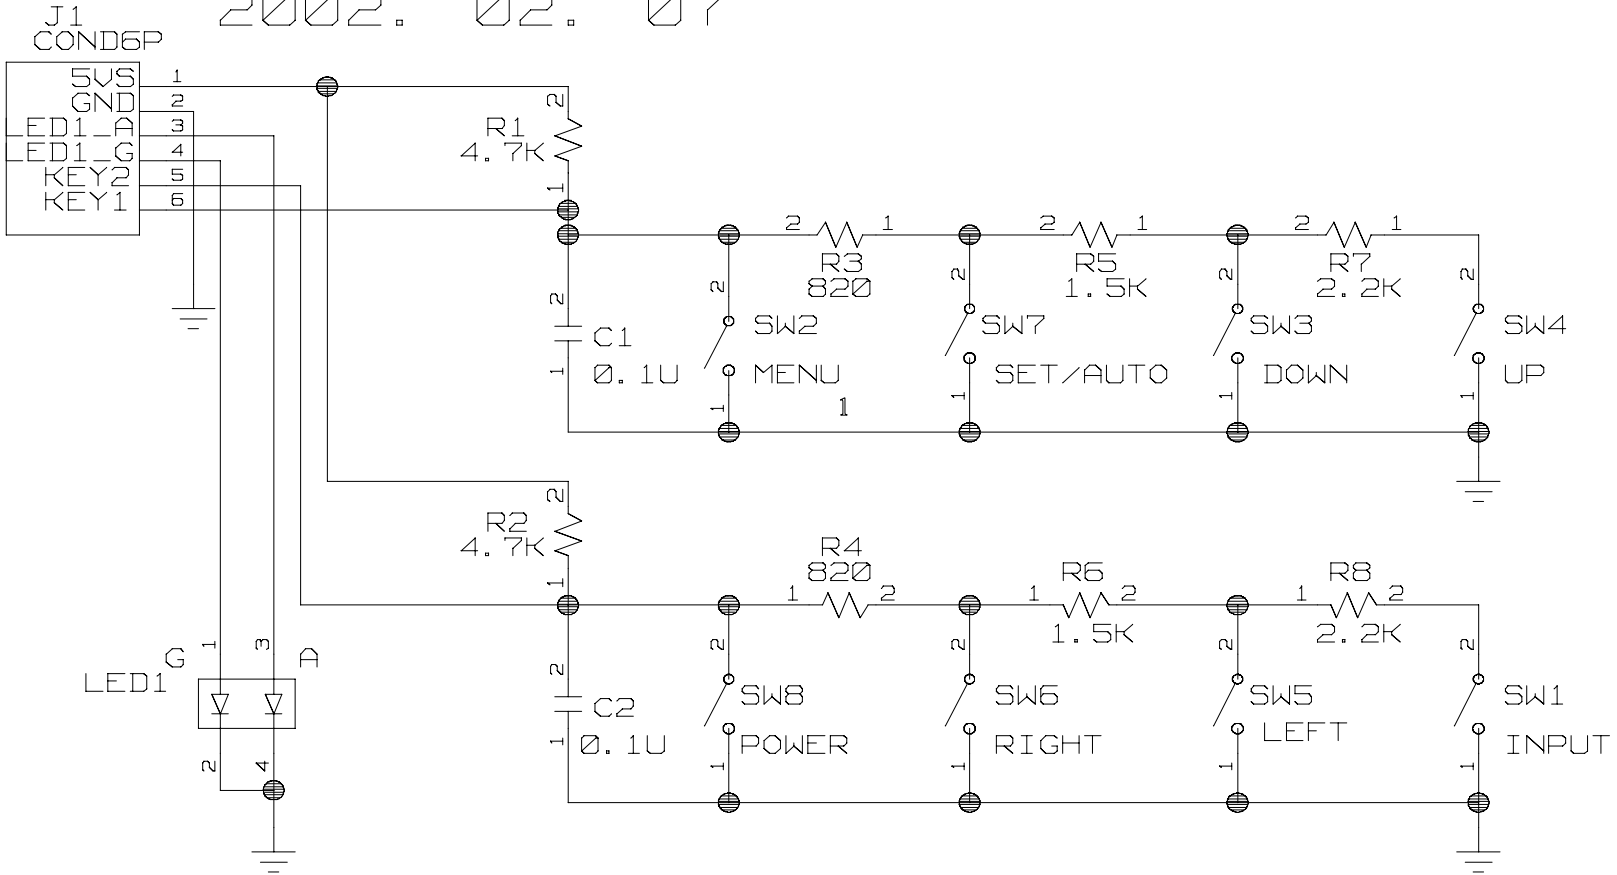 2002. 02. 07
J1
COND6P
5VS 1
GND 2
LED1_A 3
LED1_G 4
KEY2 5
KEY1 6
2
R1
4.7K
1
2 1 2 1 2 1
R3 R5 R7
820 1.5K 2.2K
2 2 2 2 2
SW2 SW7 SW3 SW4
C1
0.1U MENU SET/AUTO DOWN UP
1 1 1 1 1
1
2
R2
4.7K
1
R4 R6 R8
820
1 2 1 2 1 2
1.5K 2.2K
G 1 3 A
LED1
2 2 2 2 2
SW8 SW6 SW5 SW1
C2
0.1U POWER RIGHT LEFT INPUT
2 4 1 1 1 1 1